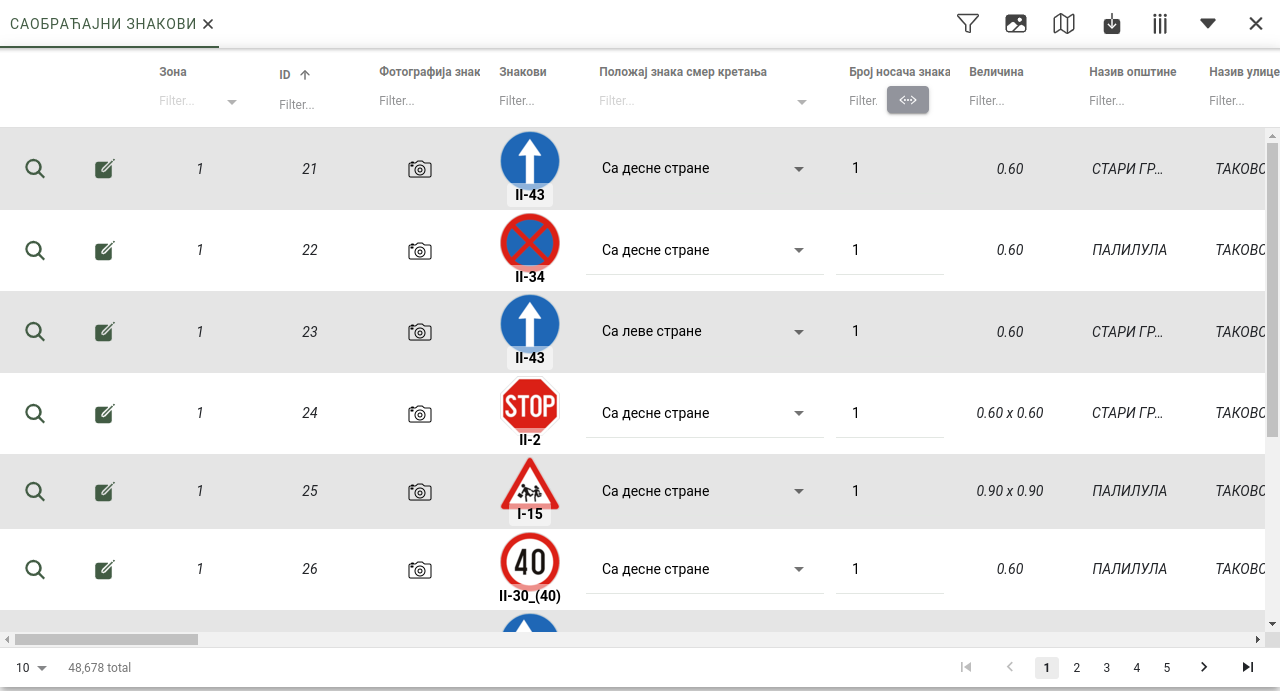 САОБРАЋАЈНИ ЗНАКОВИ
Зона ID Фотографија знак Знакови Положај знака смер кретања Број носача знака Величина Назив општине Назив улице
Filter... Filter... Filter... Filter... Filter... Filter. Filter... Filter... Filter...
1 21 II-43 Са десне стране 1 0.60 СТАРИ ГР... ТАКОВС
1 22 II-34 Са десне стране 1 0.60 ПАЛИЛУЛА ТАКОВС
1 23 II-43 Са леве стране 1 0.60 СТАРИ ГР... ТАКОВС
1 24 STOP II-2 Са десне стране 1 0.60 x 0.60 СТАРИ ГР... ТАКОВС
1 25 I-15 Са десне стране 1 0.90 x 0.90 ПАЛИЛУЛА ТАКОВС
1 26 40 II-30_(40) Са десне стране 1 0.60 ПАЛИЛУЛА ТАКОВС
10 48,678 total 1 2 3 4 5